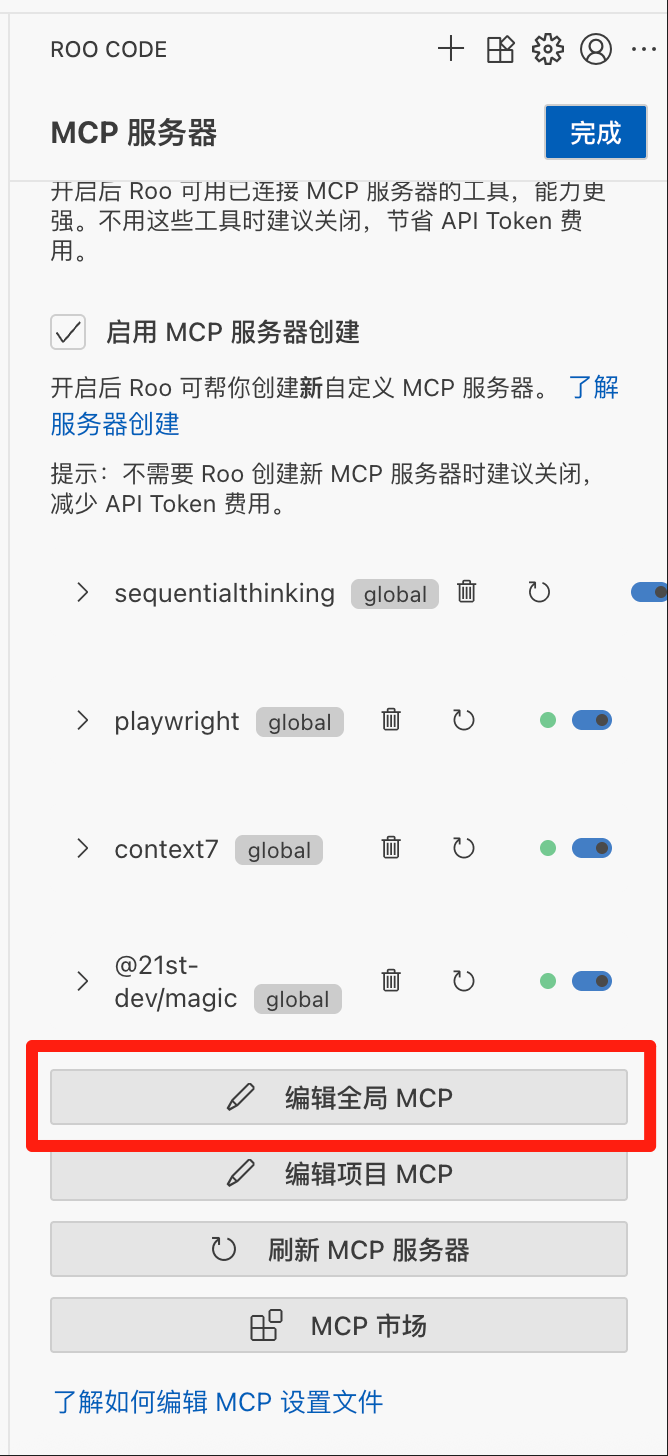 ROO CODE
MCP 服务器
完成
开启后 Roo 可用已连接 MCP 服务器的工具，能力更
强。不用这些工具时建议关闭，节省 API Token 费
用。
启用 MCP 服务器创建
开启后 Roo 可帮你创建新自定义 MCP 服务器。 了解
服务器创建
提示：不需要 Roo 创建新 MCP 服务器时建议关闭，
减少 API Token 费用。
sequentialthinking global
playwright global
context7 global
@21st-
dev/magic global
编辑全局 MCP
编辑项目 MCP
刷新 MCP 服务器
MCP 市场
了解如何编辑 MCP 设置文件